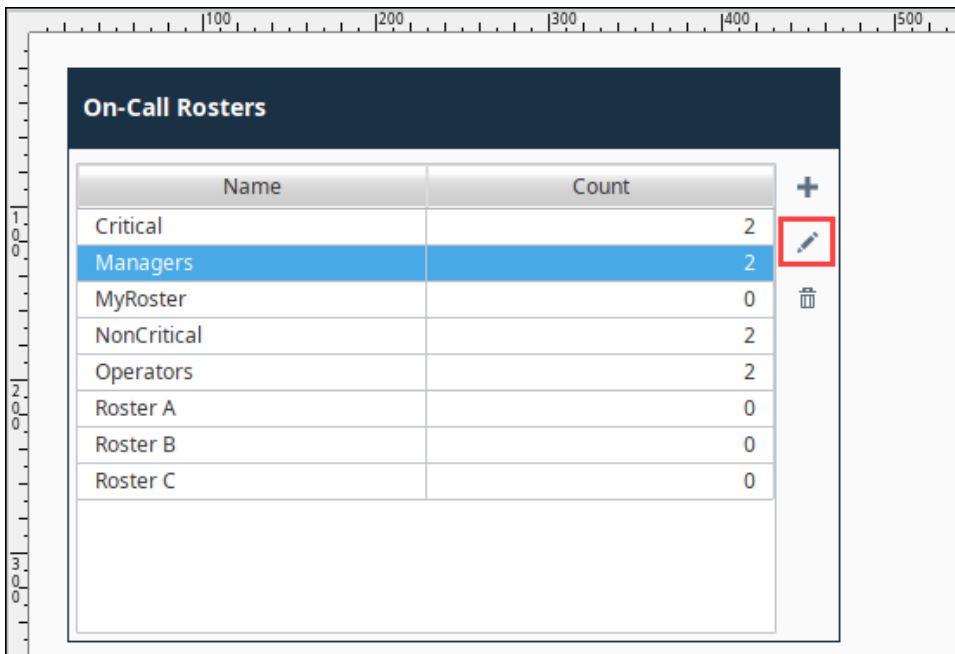 100 200 300 400 500
On-Call Rosters
Name Count
Critical 2
100
Managers 2
MyRoster 0
NonCritical 2
Operators 2
200
Roster A 0
Roster B 0
Roster C 0
300